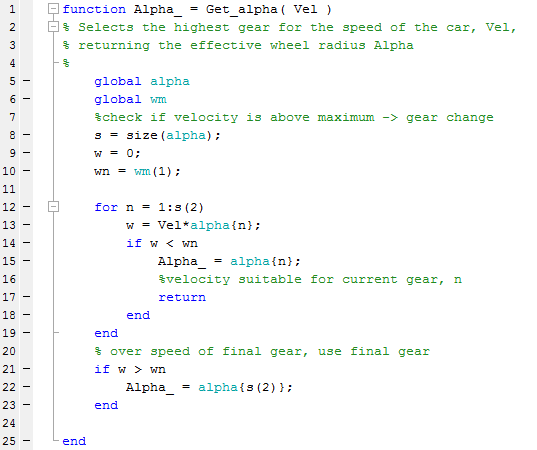 1 function Alpha_ = Get_alpha( Vel )
2 % Selects the highest gear for the speed of the car, Vel,
3 % returning the effective wheel radius Alpha
4 %
5 – global alpha
6 – global wm
7 %check if velocity is above maximum -> gear change
8 – s = size(alpha);
9 – w = 0;
10 – wn = wm(1);
11
12 – for n = 1:s(2)
13 – w = Vel*alpha{n};
14 – if w < wn
15 – Alpha_ = alpha{n};
16 %velocity suitable for current gear, n
17 – return
18 – end
19 – end
20 % over speed of final gear, use final gear
21 – if w > wn
22 – Alpha_ = alpha{s(2)};
23 – end
24
25 – end